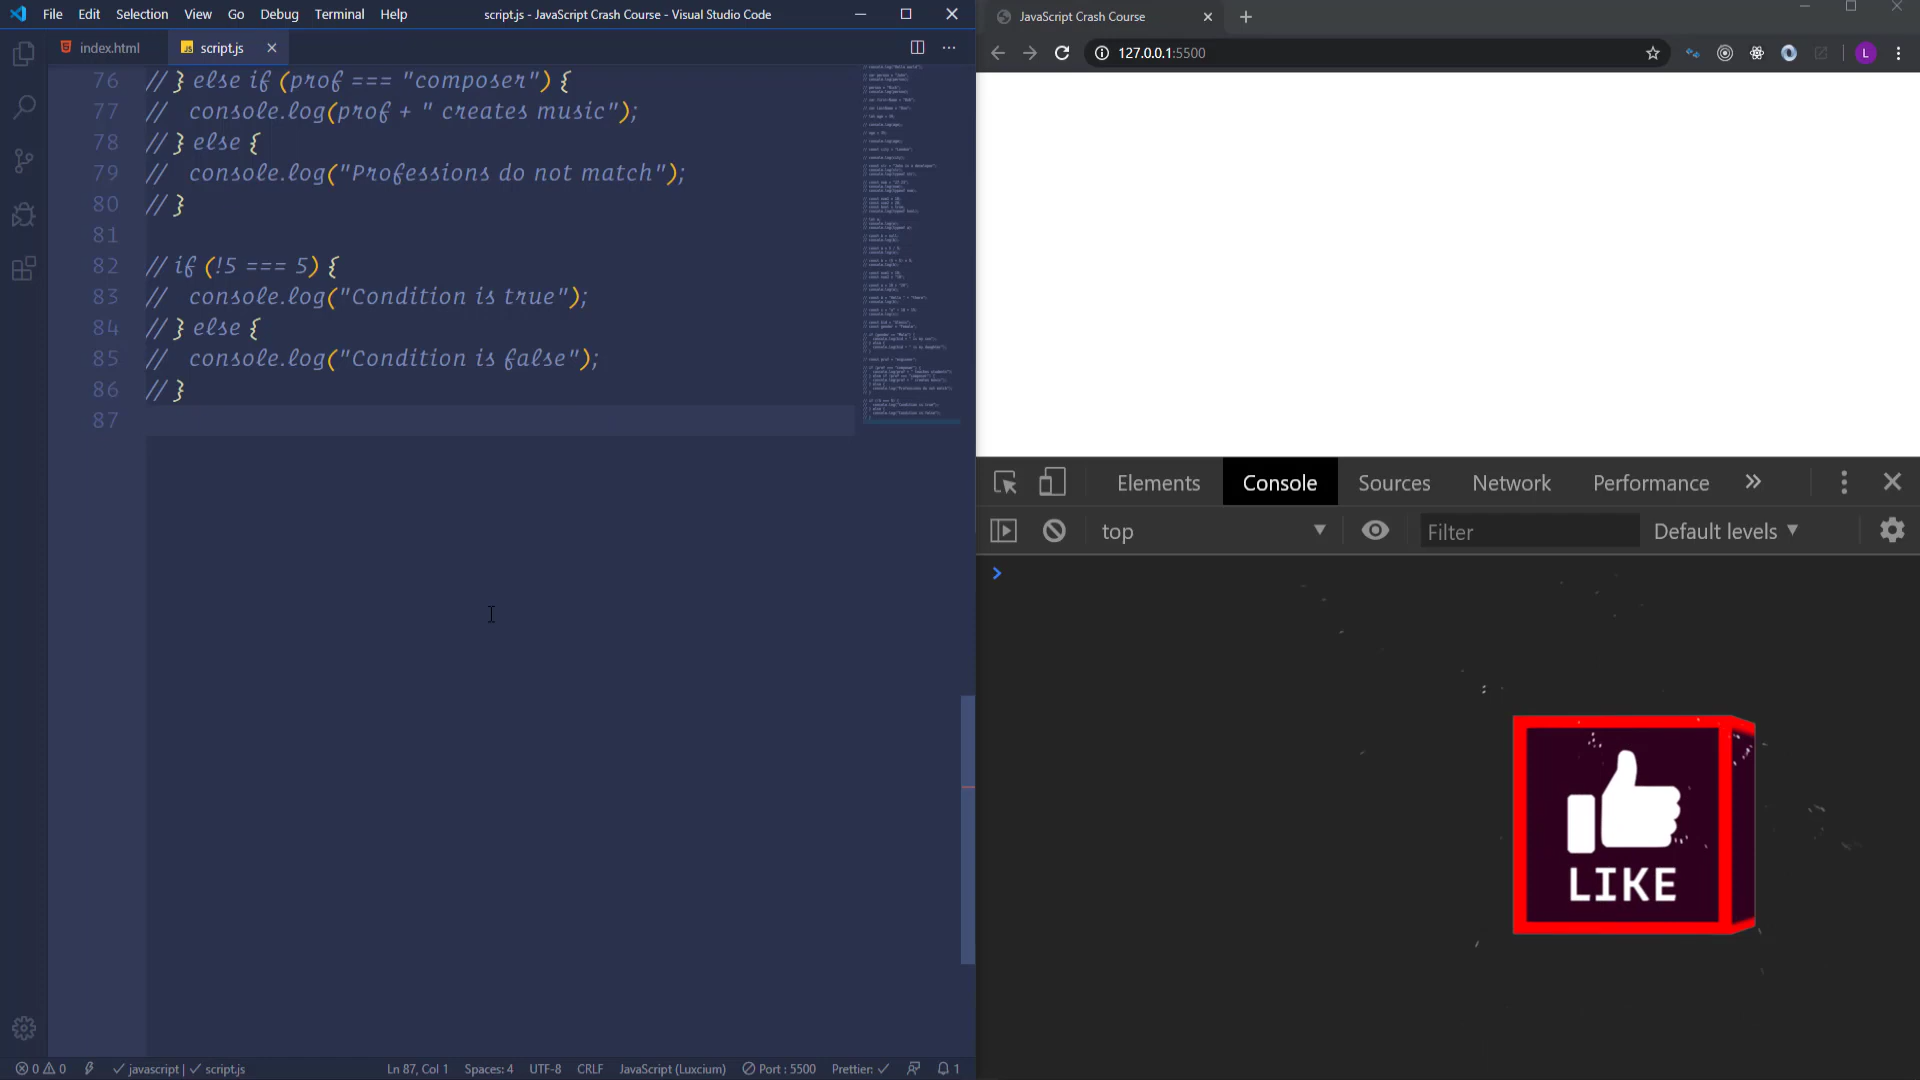 File Edit Selection View Go Debug Terminal Help script.js - JavaScript Crash Course - Visual Studio Code
index.html script.js
76 // } else if (prof === "composer") {
77 //   console.log(prof + " creates music");
78 // } else {
79 //   console.log("Professions do not match");
80 // }
81
82 // if (!5 === 5) {
83 //   console.log("Condition is true");
84 // } else {
85 //   console.log("Condition is false");
86 // }
87
0 0 javascript | script.js Ln 87, Col 1 Spaces: 4 UTF-8 CRLF JavaScript (Luxcium) Port : 5500 Prettier: 1
JavaScript Crash Course
127.0.0.1:5500 L
Elements Console Sources Network Performance
top Filter Default levels
LIKE